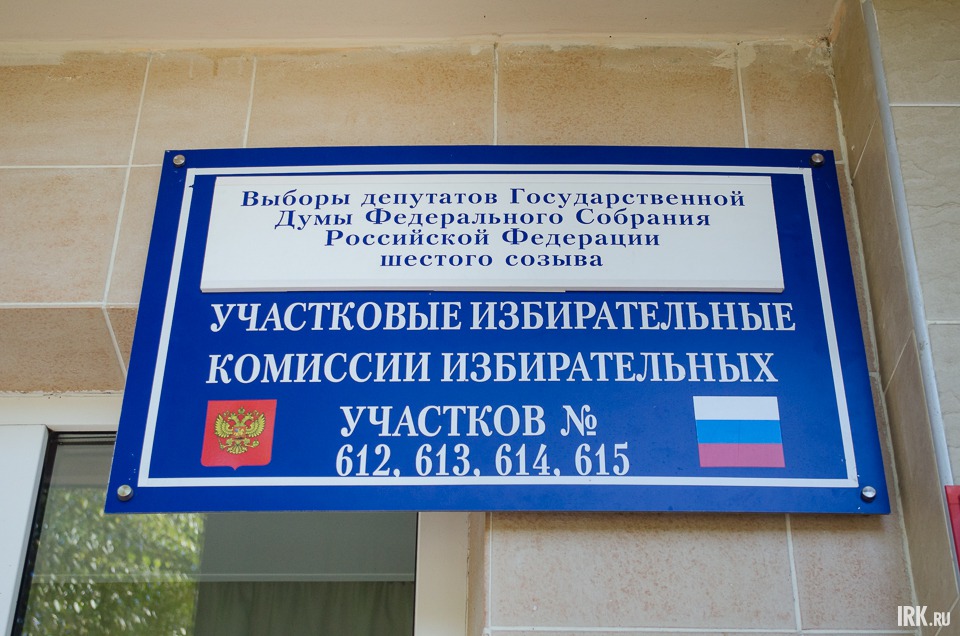 Выборы депутатов Государственной
Думы Федерального Собрания
Российской Федерации
шестого созыва
УЧАСТКОВЫЕ ИЗБИРАТЕЛЬНЫЕ
КОМИССИИ ИЗБИРАТЕЛЬНЫХ
УЧАСТКОВ №
612, 613, 614, 615
IRK.RU